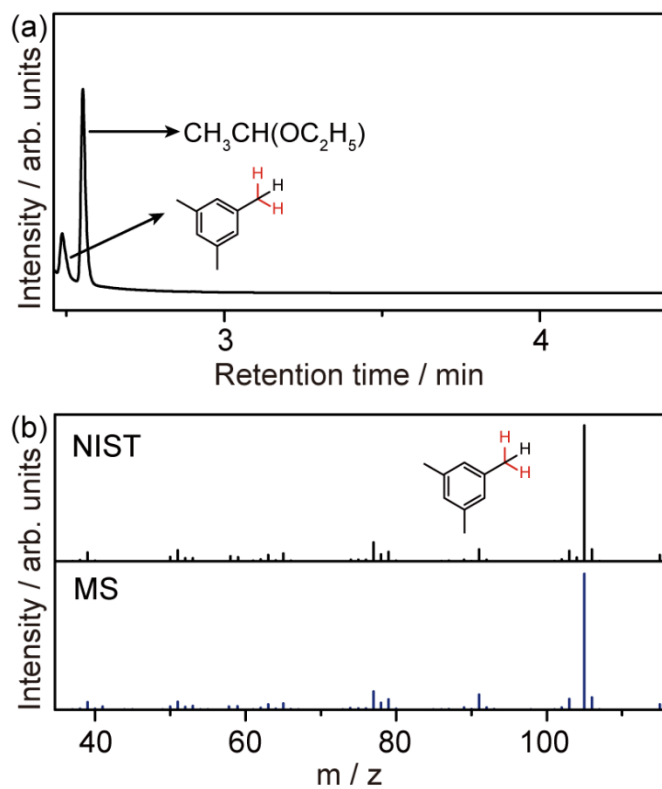 (a)
Intensity / arb. units
CH₃CH(OC₂H₅)
H
H
H
3
4
Retention time / min
(b)
Intensity / arb. units
NIST
H
H
H
MS
40
60
80
100
m / z